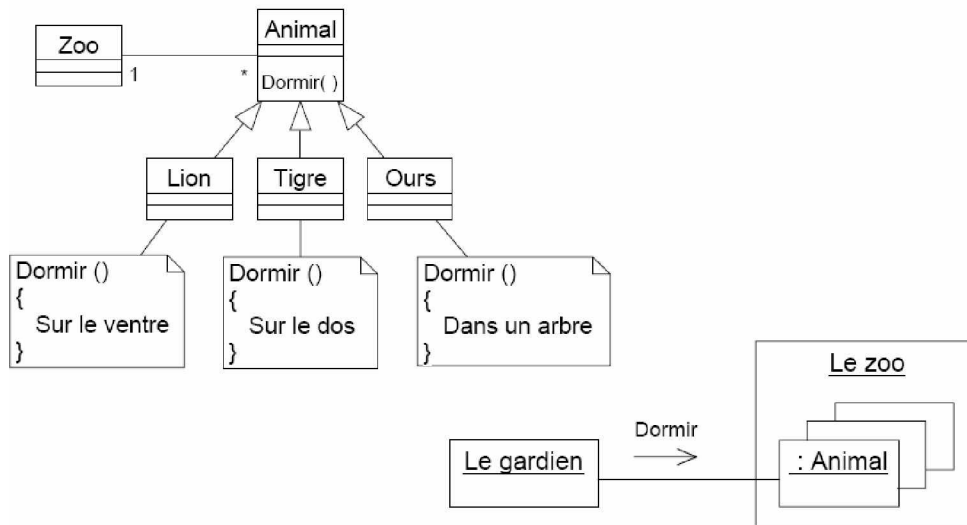 Zoo
Animal
1
*
Dormir( )
Lion
Tigre
Ours
Dormir ()
{
Sur le ventre
}
Dormir ()
{
Sur le dos
}
Dormir ()
{
Dans un arbre
}
Le zoo
Dormir
Le gardien
: Animal